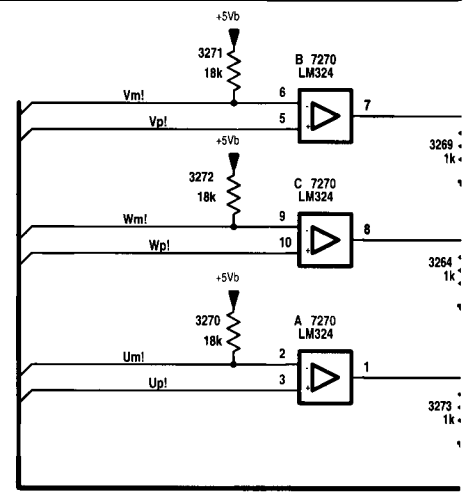 +5Vb
3271
18k
B 7270
LM324
Vm!
6
-
7
Vp!
5
+
3269
1k
+5Vb
3272
18k
C 7270
LM324
Wm!
9
-
8
Wp!
10
+
3264
1k
+5Vb
3270
18k
A 7270
LM324
Um!
2
-
1
Up!
3
+
3273
1k